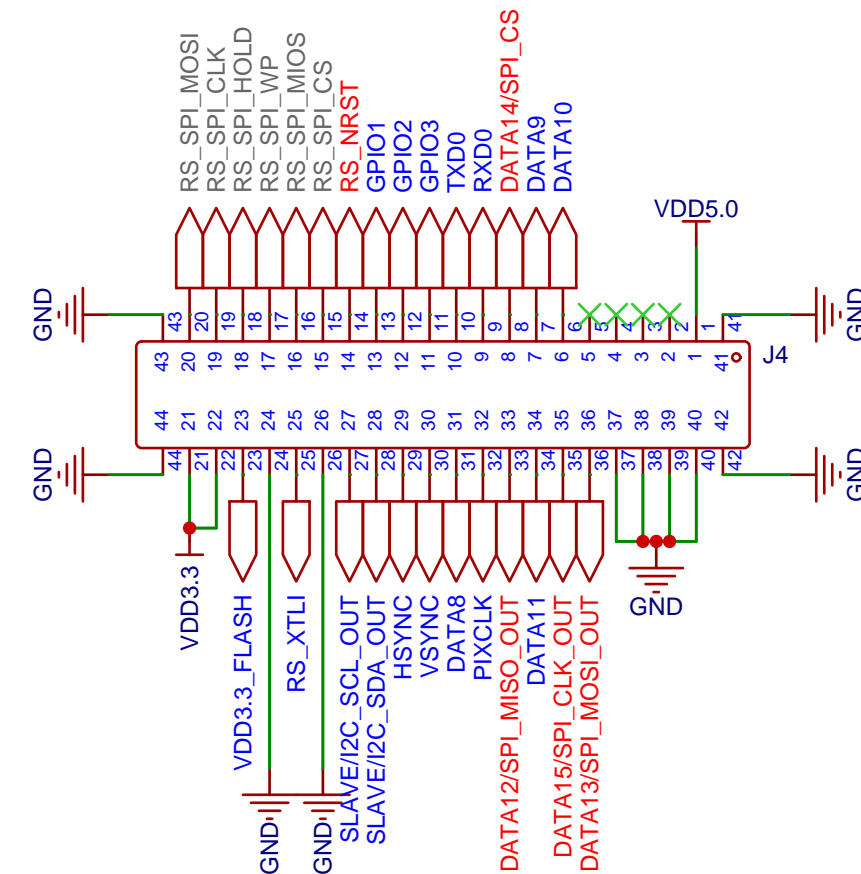 RS_SPI_MOSI
RS_SPI_CLK
RS_SPI_HOLD
RS_SPI_WP
RS_SPI_MIOS
RS_SPI_CS
RS_NRST
GPIO1
GPIO2
GPIO3
TXD0
RXD0
DATA14/SPI_CS
DATA9
DATA10
VDD5.0
GND
43 20 19 18 17 16 15 14 13 12 11 10 9 8 7 6 5 4 3 2 1 41
GND
43 20 19 18 17 16 15 14 13 12 11 10 9 8 7 6 5 4 3 2 1 41
J4
44 21 22 23 24 25 26 27 28 29 30 31 32 33 34 35 36 37 38 39 40 42
GND
44 21 22 23 24 25 26 27 28 29 30 31 32 33 34 35 36 37 38 39 40 42
GND
VDD3.3
VDD3.3_FLASH
GND
RS_XTLI
GND
SLAVE/I2C_SCL_OUT
SLAVE/I2C_SDA_OUT
HSYNC
VSYNC
DATA8
PIXCLK
DATA12/SPI_MISO_OUT
DATA11
DATA15/SPI_CLK_OUT
DATA13/SPI_MOSI_OUT
GND